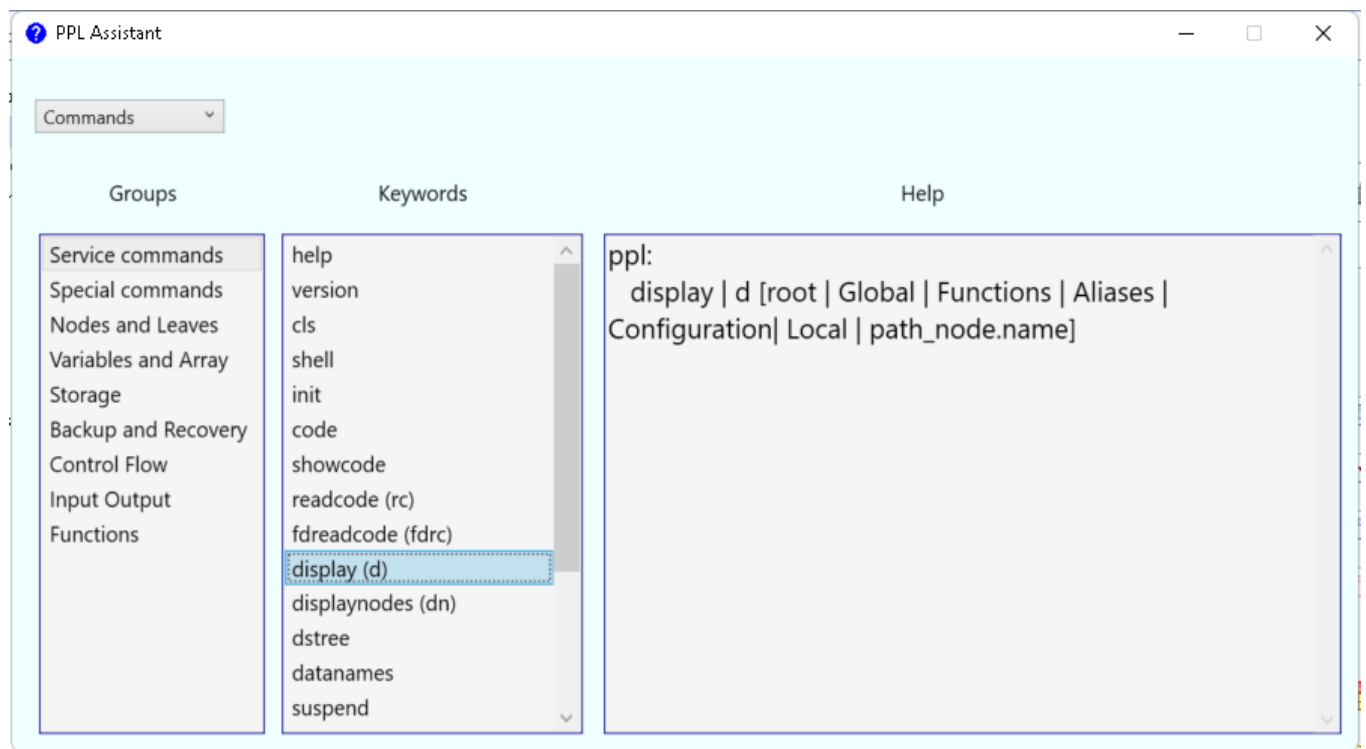 PPL Assistant
Commands
Groups
Keywords
Help
Service commands
Special commands
Nodes and Leaves
Variables and Array
Storage
Backup and Recovery
Control Flow
Input Output
Functions
help
version
cls
shell
init
code
showcode
readcode (rc)
fdreadcode (fdrc)
display (d)
displaynodes (dn)
dstree
datanames
suspend
ppl:
display | d [root | Global | Functions | Aliases |
Configuration| Local | path_node.name]